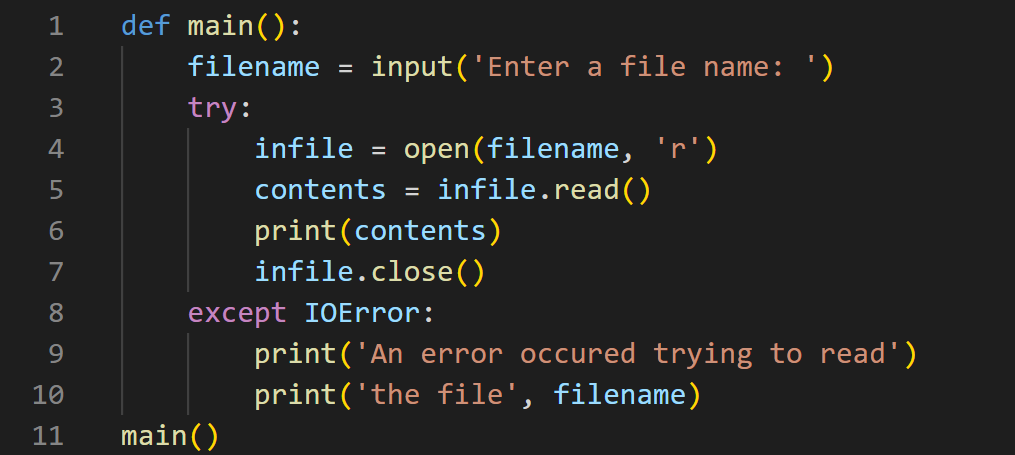 1 def main():
2     filename = input('Enter a file name: ')
3     try:
4         infile = open(filename, 'r')
5         contents = infile.read()
6         print(contents)
7         infile.close()
8     except IOError:
9         print('An error occured trying to read')
10         print('the file', filename)
11 main()